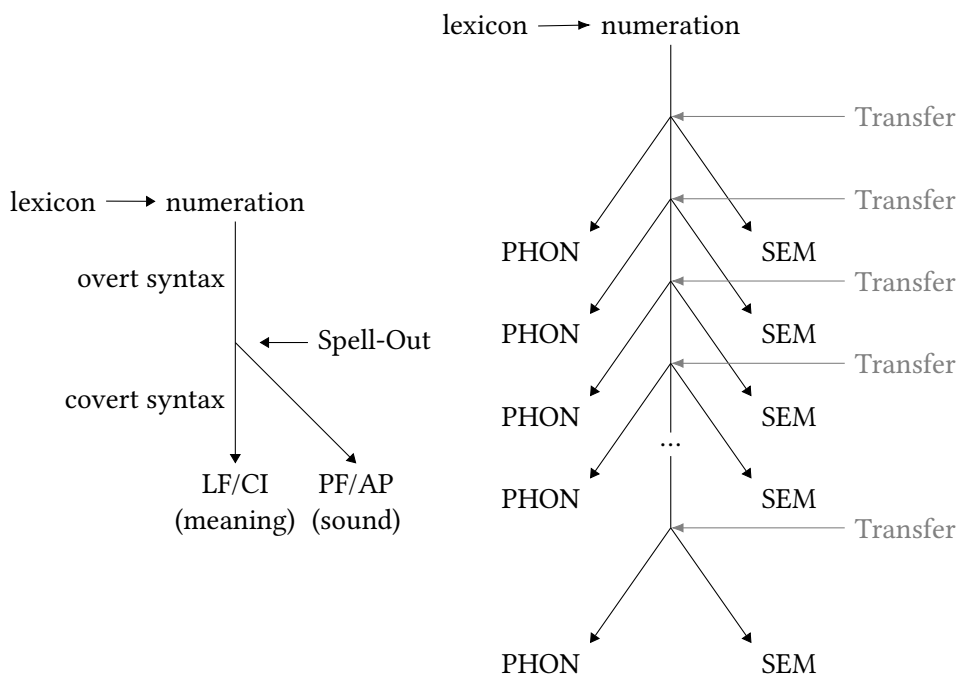 lexicon numeration
overt syntax
Spell-Out
covert syntax
LF/CI PF/AP
(meaning) (sound)
lexicon numeration
Transfer
Transfer
PHON SEM
Transfer
PHON SEM
Transfer
PHON SEM
...
PHON SEM
Transfer
PHON SEM